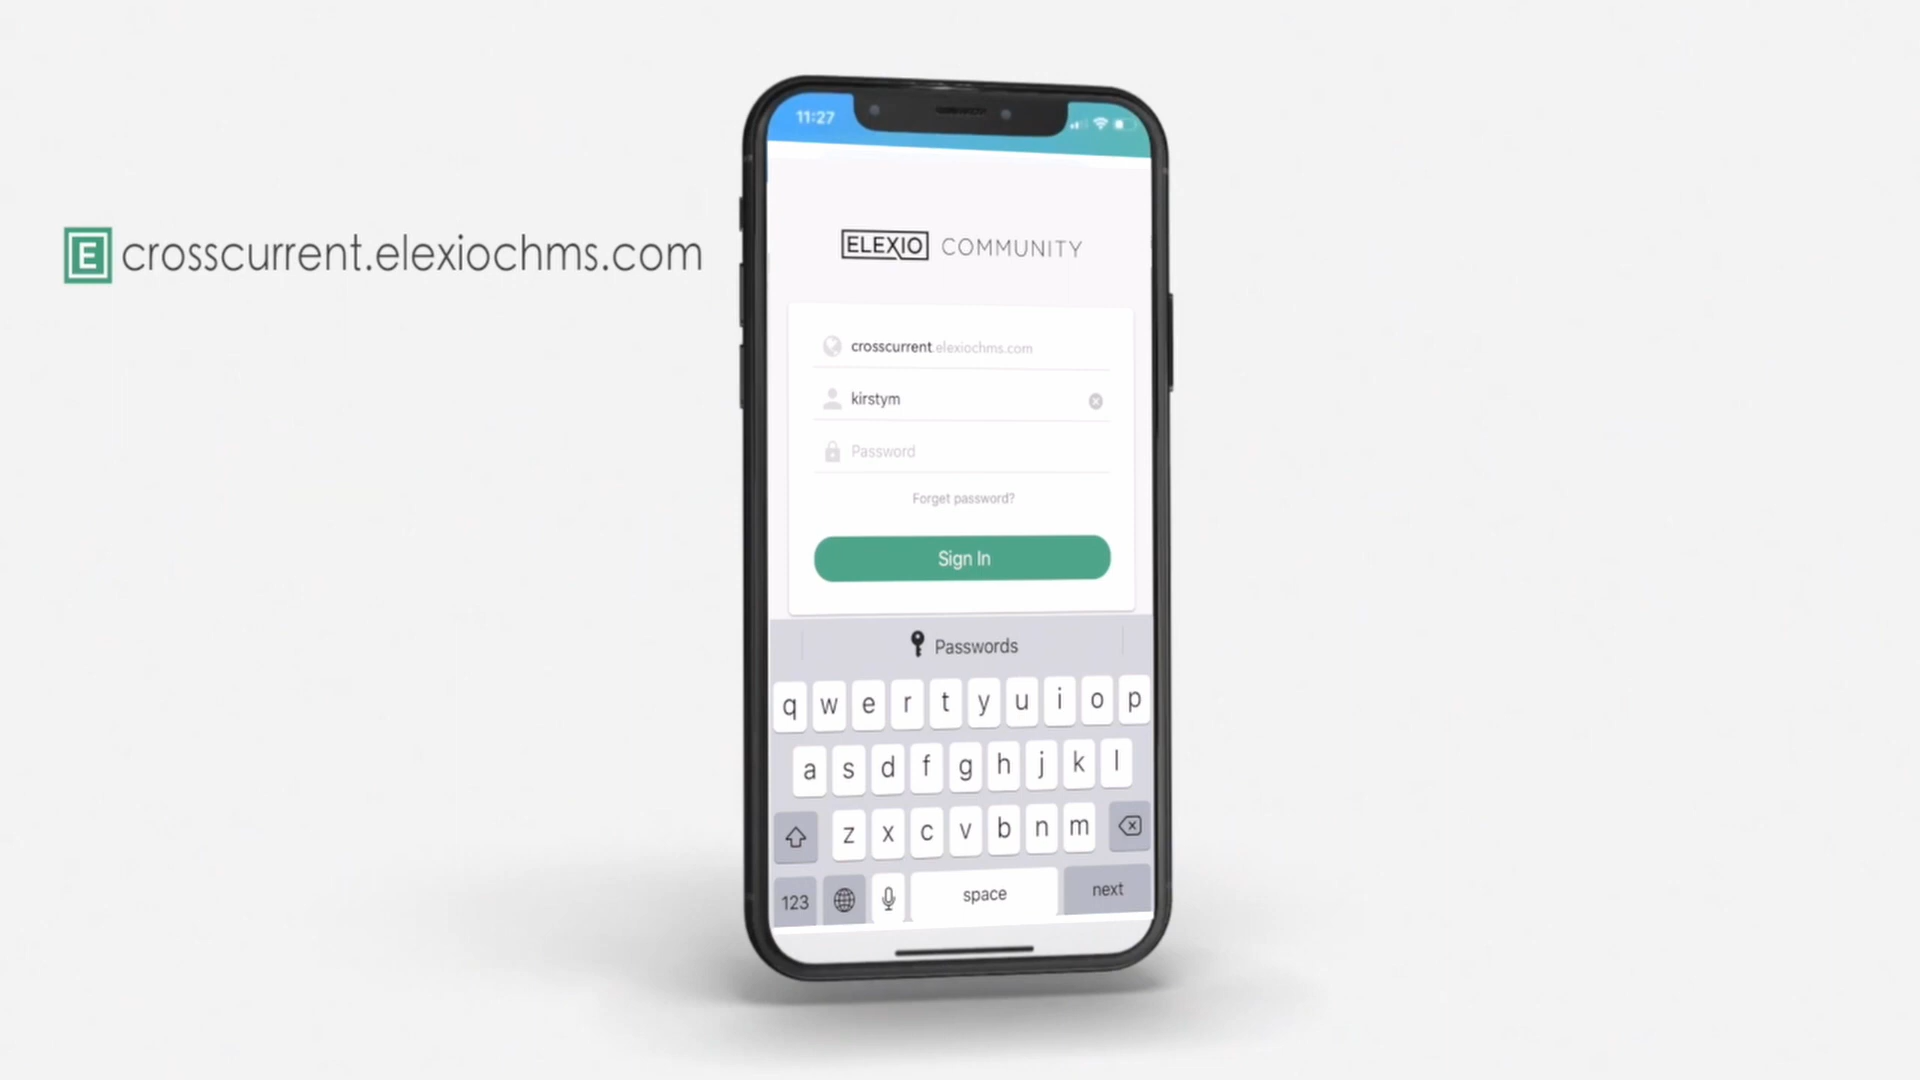 11:27
E crosscurrent.elexiochms.com
ELEXIO COMMUNITY
crosscurrent.elexiochms.com
kirstym
Password
Forget password?
Sign In
Passwords
q w e r t y u i o p
a s d f g h j k l
z x c v b n m
123 space next